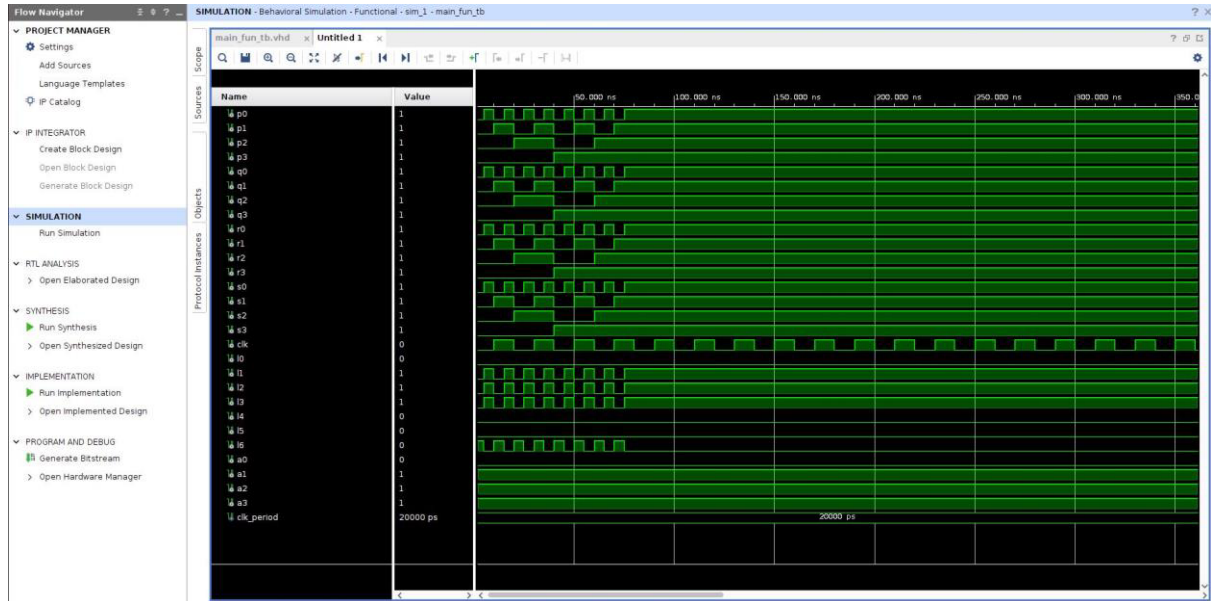 Flow Navigator
?
SIMULATION - Behavioral Simulation - Functional - sim_1 - main_fun_tb
? ×
PROJECT MANAGER
Settings
Add Sources
Language Templates
IP Catalog
IP INTEGRATOR
Create Block Design
Open Block Design
Generate Block Design
SIMULATION
Run Simulation
RTL ANALYSIS
> Open Elaborated Design
SYNTHESIS
Run Synthesis
> Open Synthesized Design
IMPLEMENTATION
Run Implementation
> Open Implemented Design
PROGRAM AND DEBUG
Generate Bitstream
> Open Hardware Manager
Scope
Sources
Objects
Protocol Instances
main_fun_tb.vhd ×
Untitled 1 ×
?
Name Value
50.000 ns 100.000 ns 150.000 ns 200.000 ns 250.000 ns 300.000 ns 350.0
p0 1
p1 1
p2 1
p3 1
q0 1
q1 1
q2 1
q3 1
r0 1
r1 1
r2 1
r3 1
s0 1
s1 1
s2 1
s3 1
clk 0
l0 0
l1 1
l2 1
l3 1
l4 0
l5 0
l6 0
a0 0
a1 1
a2 1
a3 1
clk_period 20000 ps 20000 ps